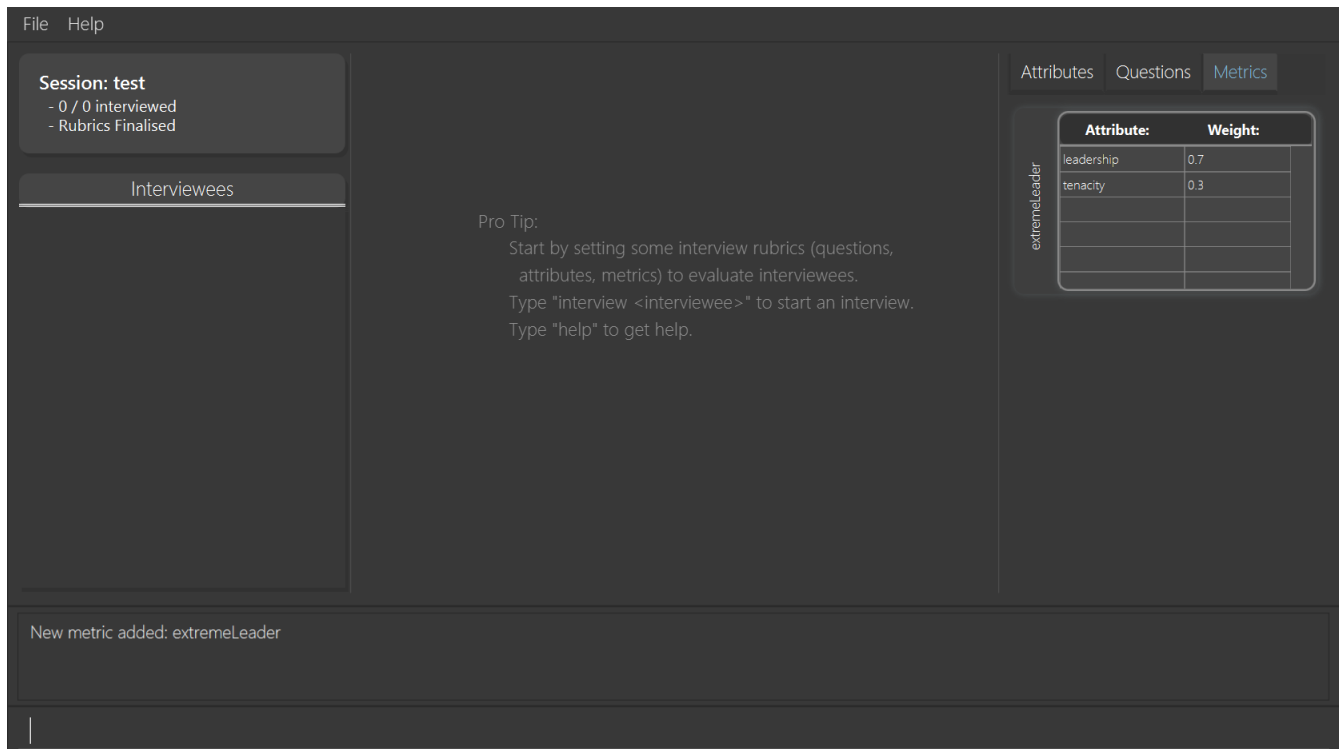 File Help
Session: test
- 0 / 0 interviewed
- Rubrics Finalised
Interviewees
Pro Tip:
Start by setting some interview rubrics (questions,
attributes, metrics) to evaluate interviewees.
Type "interview <interviewee>" to start an interview.
Type "help" to get help.
Attributes Questions Metrics
extremeLeader
Attribute: Weight:
leadership 0.7
tenacity 0.3
New metric added: extremeLeader